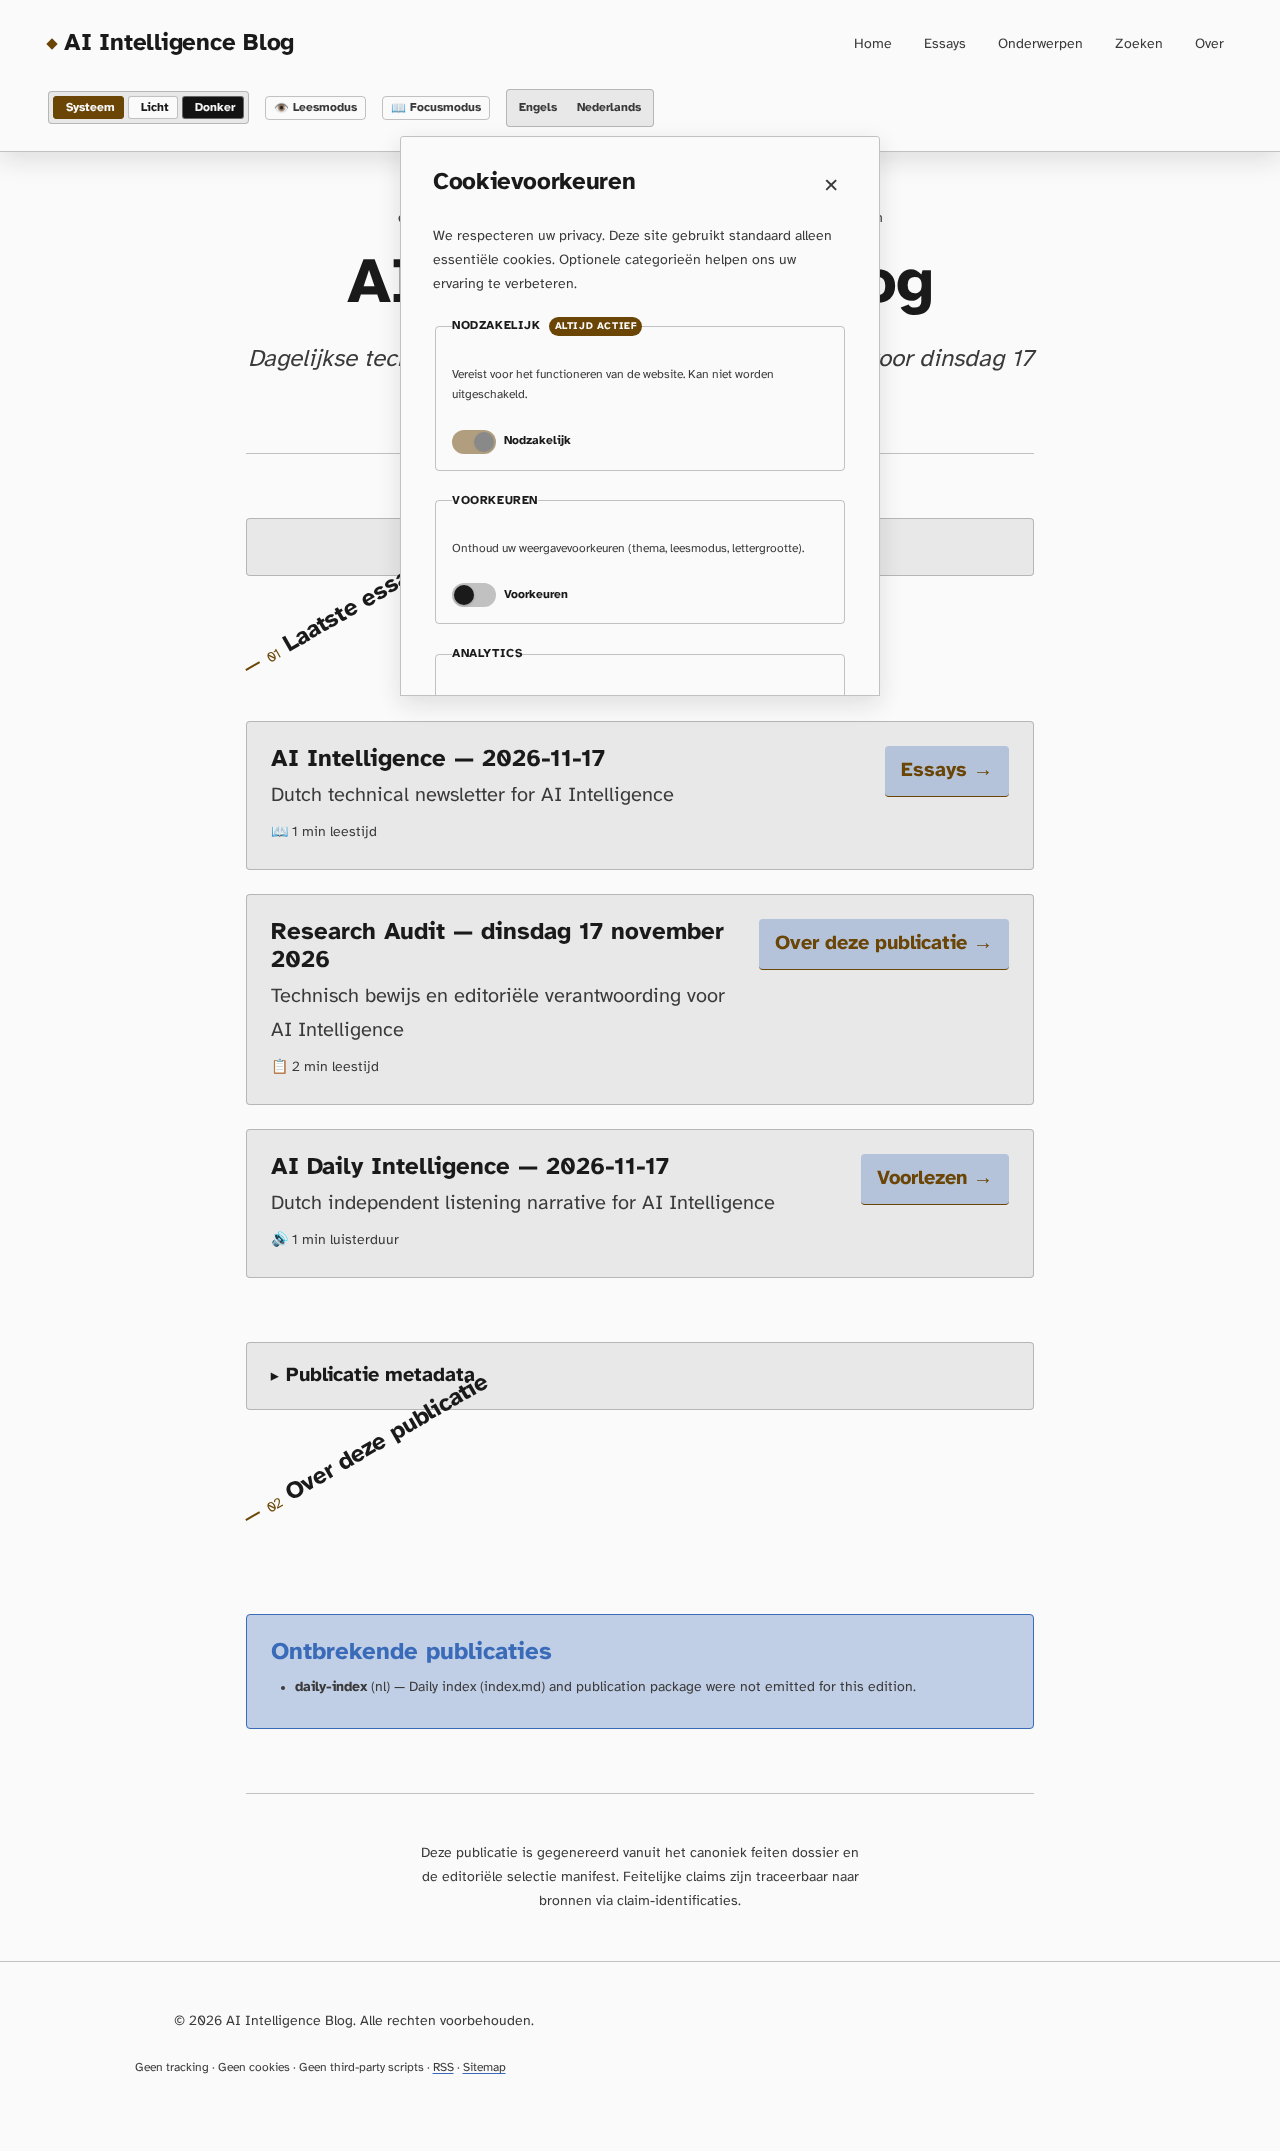 ◆ AI Intelligence Blog
Home Essays Onderwerpen Zoeken Over
Systeem Licht Donker 👁️ Leesmodus 📖 Focusmodus Engels Nederlands
Cookievoorkeuren ✕
We respecteren uw privacy. Deze site gebruikt standaard alleen
essentiële cookies. Optionele categorieën helpen ons uw
ervaring te verbeteren.
NODZAKELIJK ALTIJD ACTIEF
Vereist voor het functioneren van de website. Kan niet worden
uitgeschakeld.
Nodzakelijk
VOORKEUREN
Onthoud uw weergavevoorkeuren (thema, leesmodus, lettergrootte).
Voorkeuren
ANALYTICS
AI og
Dagelijkse oor dinsdag 17
— 01 Laatste
AI Intelligence — 2026-11-17
Essays →
Dutch technical newsletter for AI Intelligence
📖 1 min leestijd
Research Audit — dinsdag 17 november
2026
Over deze publicatie →
Technisch bewijs en editoriële verantwoording voor
AI Intelligence
📋 2 min leestijd
AI Daily Intelligence — 2026-11-17
Voorlezen →
Dutch independent listening narrative for AI Intelligence
🔊 1 min luisterduur
▸ Publicatie metadata
— 02 Over deze publicatie
Ontbrekende publicaties
• daily-index (nl) — Daily index (index.md) and publication package were not emitted for this edition.
Deze publicatie is gegenereerd vanuit het canoniek feiten dossier en
de editoriële selectie manifest. Feitelijke claims zijn traceerbaar naar
bronnen via claim-identificaties.
© 2026 AI Intelligence Blog. Alle rechten voorbehouden.
Geen tracking · Geen cookies · Geen third-party scripts · RSS · Sitemap